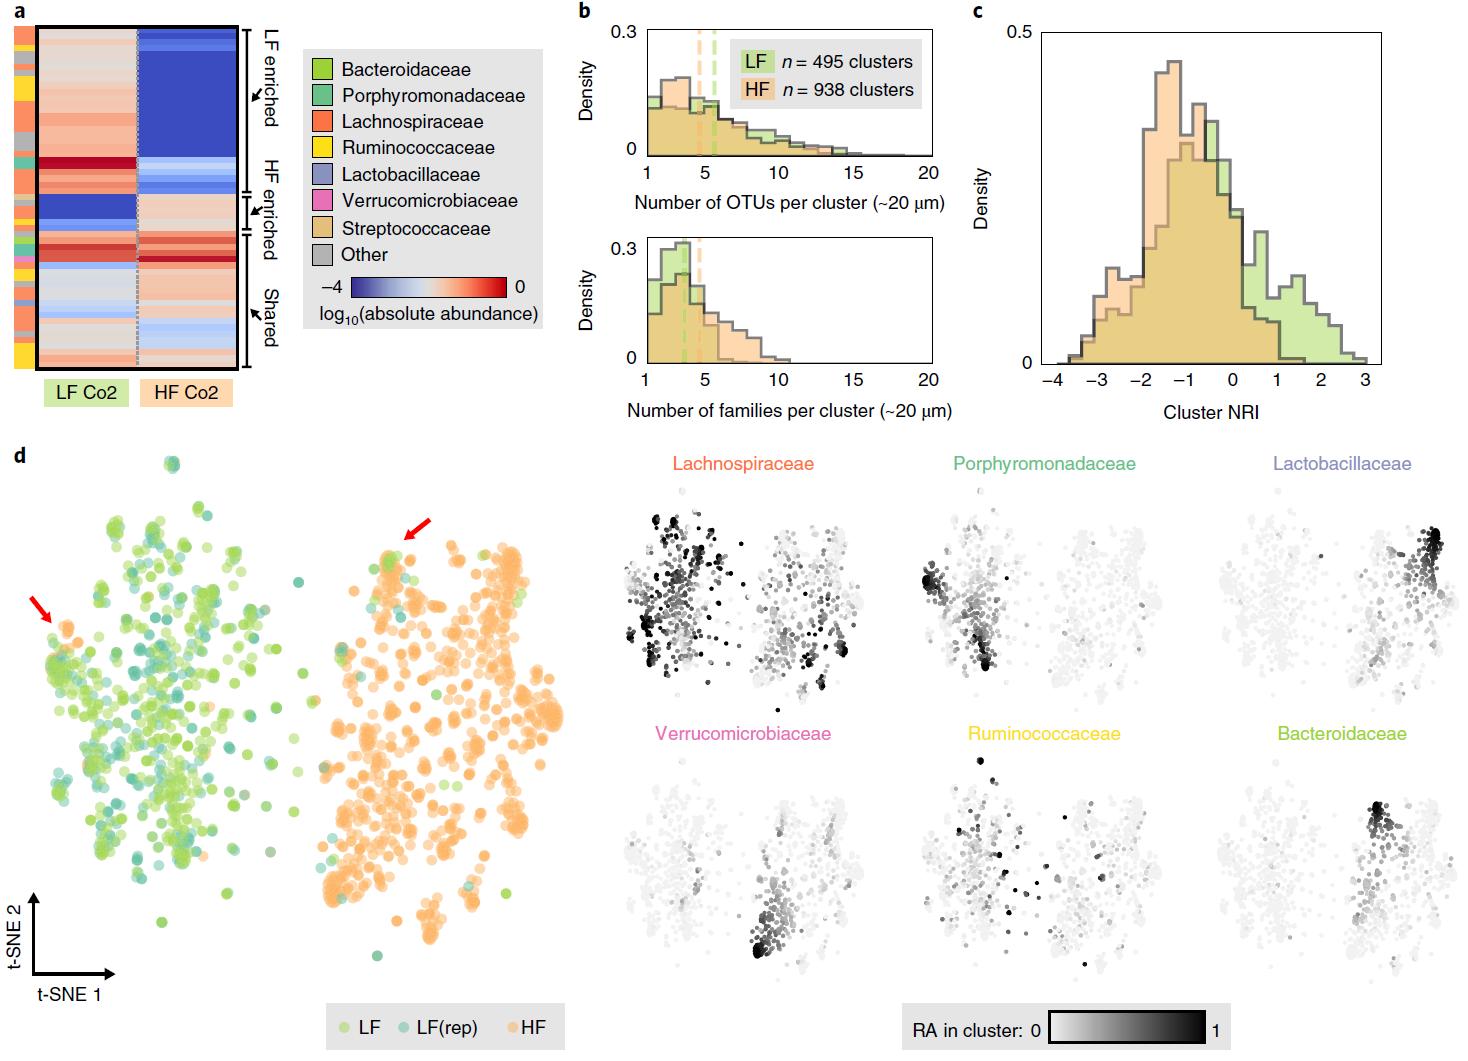 a
LF enriched
HF enriched
Shared
LF Co2
HF Co2
Bacteroidaceae
Porphyromonadaceae
Lachnospiraceae
Ruminococcaceae
Lactobacillaceae
Verrucomicrobiaceae
Streptococcaceae
Other
–4
0
log10(absolute abundance)
b
0.3
Density
0
LF n = 495 clusters
HF n = 938 clusters
1 5 10 15 20
Number of OTUs per cluster (~20 μm)
0.3
Density
0
1 5 10 15 20
Number of families per cluster (~20 μm)
c
0.5
Density
0
–4 –3 –2 –1 0 1 2 3
Cluster NRI
d
t-SNE 2
t-SNE 1
LF LF(rep) HF
Lachnospiraceae
Porphyromonadaceae
Lactobacillaceae
Verrucomicrobiaceae
Ruminococcaceae
Bacteroidaceae
RA in cluster: 0 1